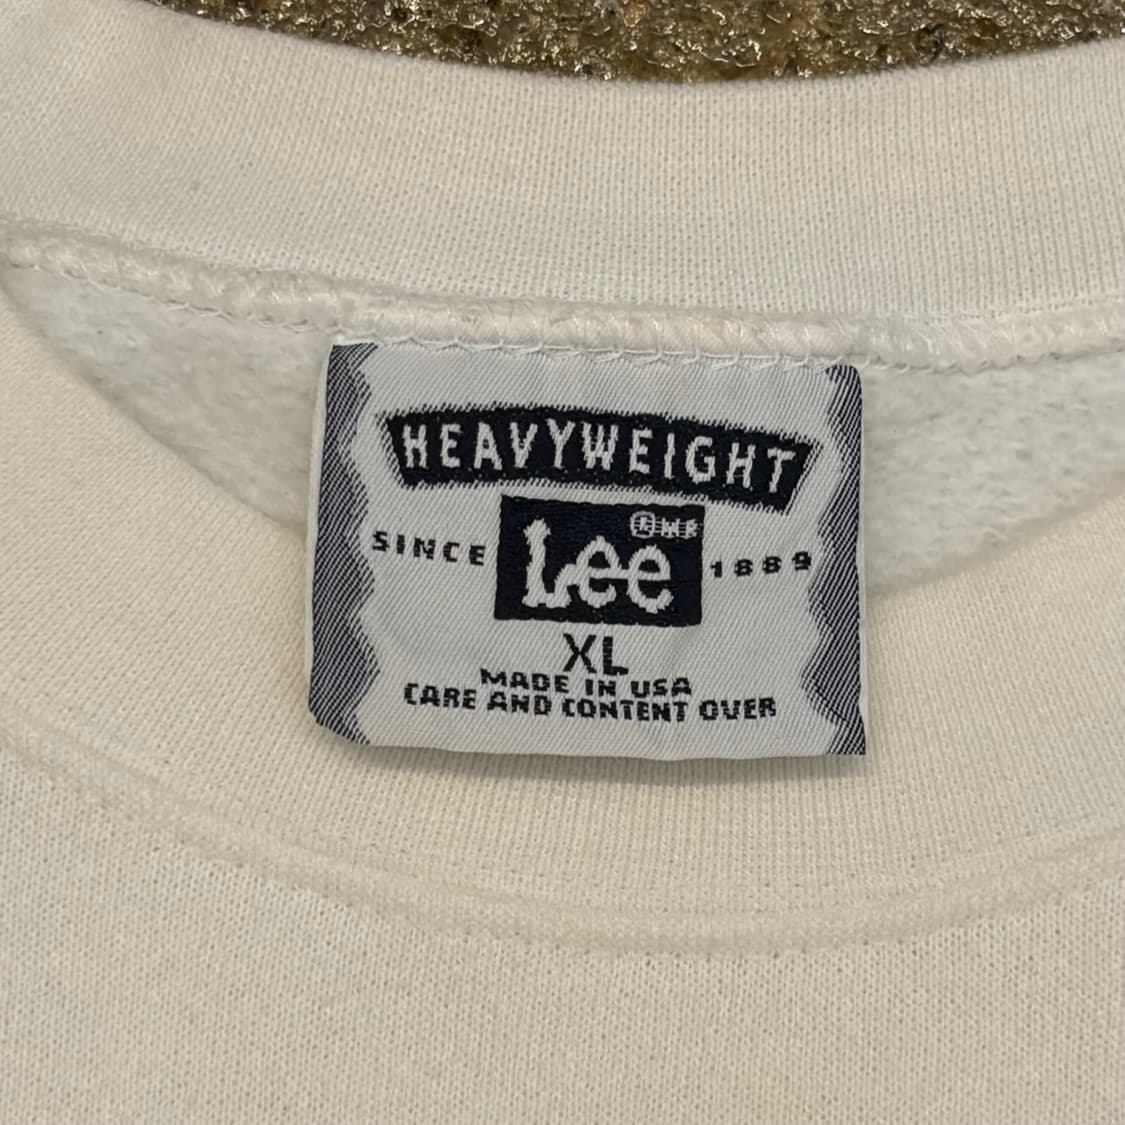 HEAVYWEIGHT
SINCE Lee 1889
XL
MADE IN USA
CARE AND CONTENT OVER